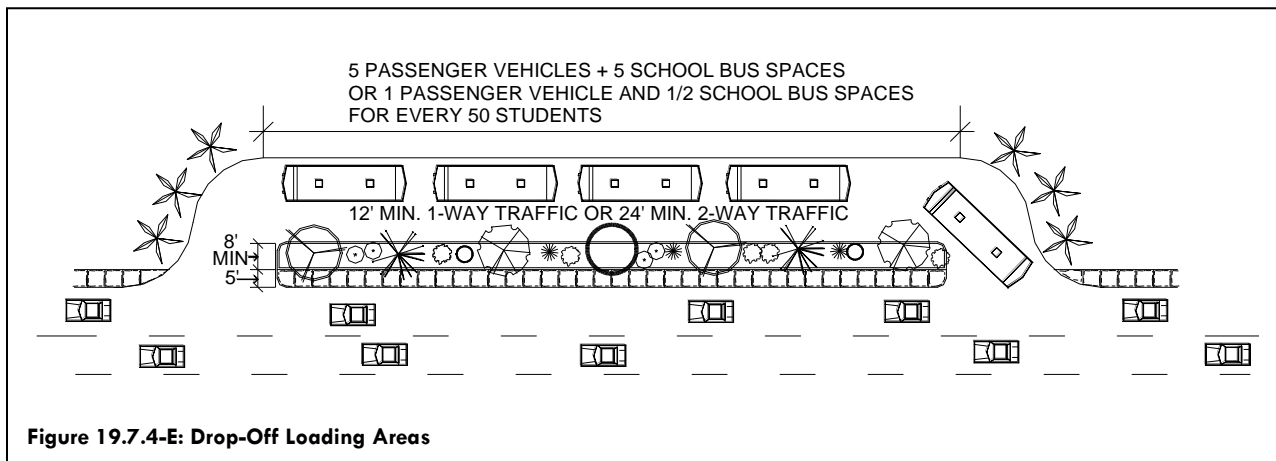 5 PASSENGER VEHICLES + 5 SCHOOL BUS SPACES
OR 1 PASSENGER VEHICLE AND 1/2 SCHOOL BUS SPACES
FOR EVERY 50 STUDENTS
12' MIN. 1-WAY TRAFFIC OR 24' MIN. 2-WAY TRAFFIC
8'
MIN
5'
Figure 19.7.4-E: Drop-Off Loading Areas